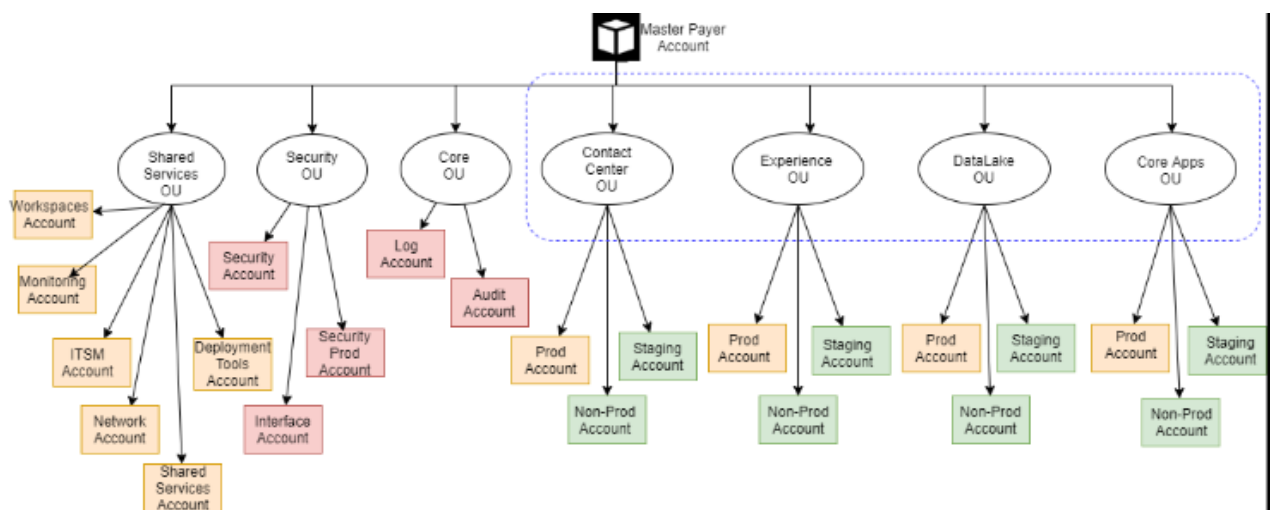 Master Payer
Account
Shared
Services
OU
Security
OU
Core
OU
Contact
Center
OU
Experience
OU
DataLake
OU
Core Apps
OU
Workspaces
Account
Monitoring
Account
ITSM
Account
Network
Account
Shared
Services
Account
Deployment
Tools
Account
Security
Account
Interface
Account
Security
Prod
Account
Log
Account
Audit
Account
Prod
Account
Non-Prod
Account
Staging
Account
Prod
Account
Non-Prod
Account
Staging
Account
Prod
Account
Non-Prod
Account
Staging
Account
Prod
Account
Non-Prod
Account
Staging
Account